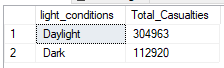 light_conditions Total_Casualties
1 Daylight 304963
2 Dark 112920